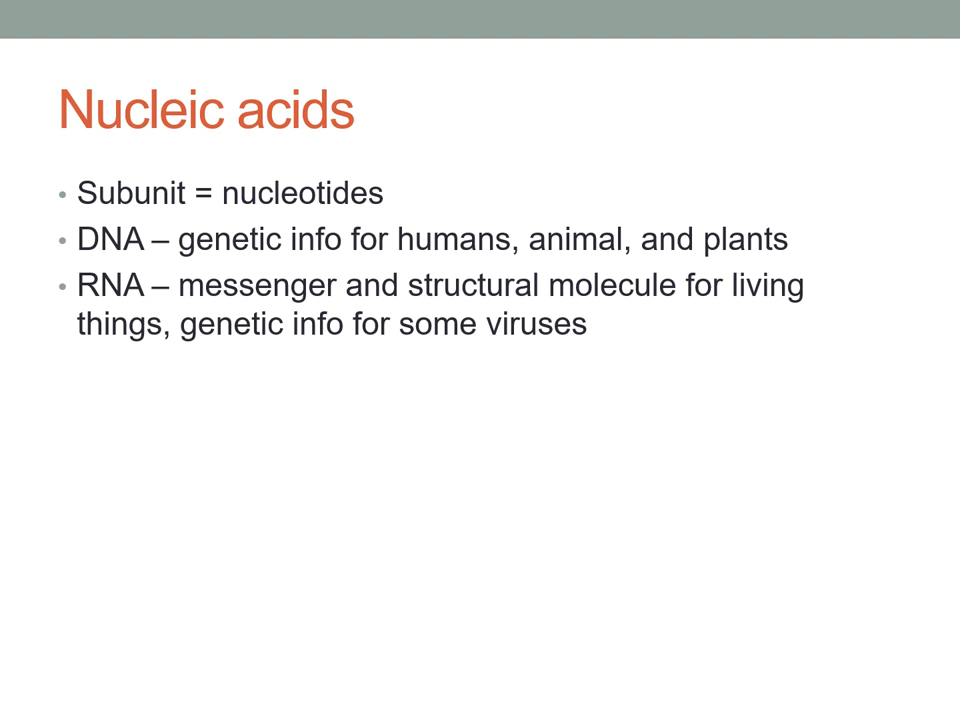 Nucleic acids
• Subunit = nucleotides
• DNA – genetic info for humans, animal, and plants
• RNA – messenger and structural molecule for living
things, genetic info for some viruses